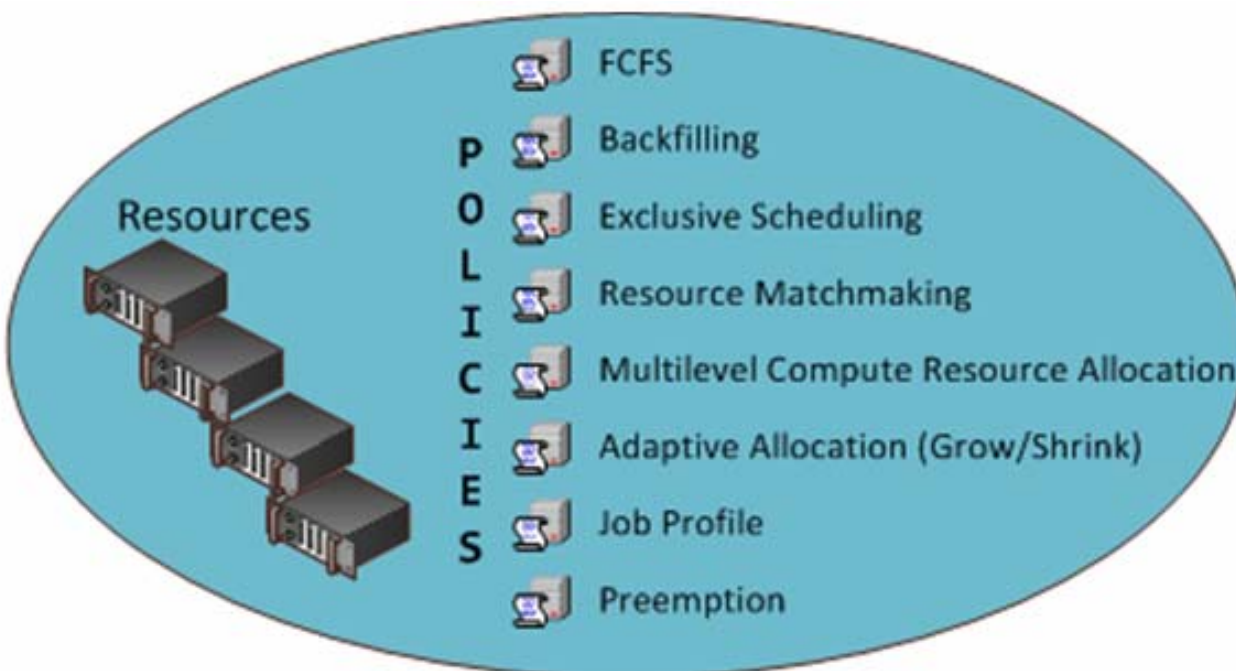 Resources
POLICIES
FCFS
Backfilling
Exclusive Scheduling
Resource Matchmaking
Multilevel Compute Resource Allocation
Adaptive Allocation (Grow/Shrink)
Job Profile
Preemption